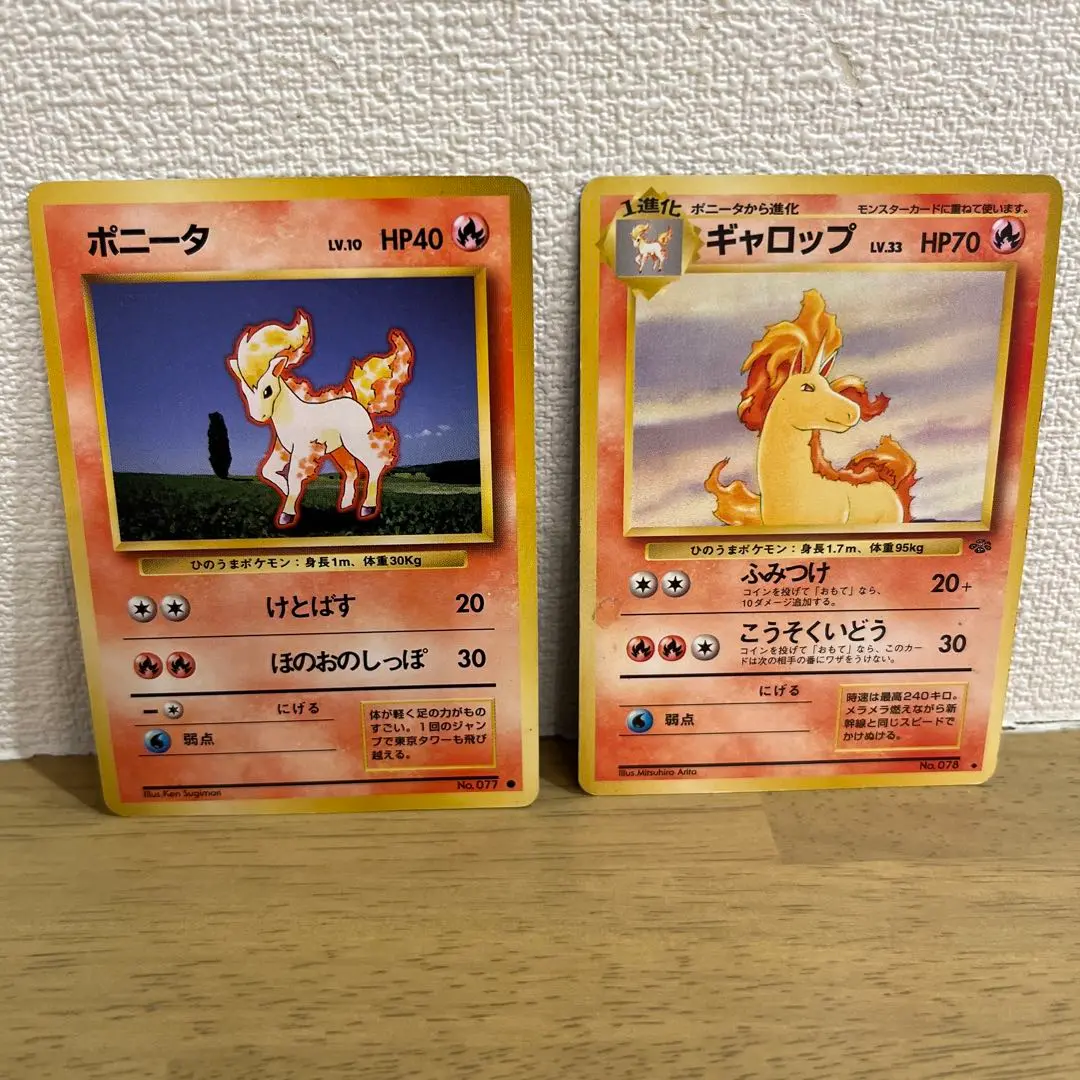 ポニータ LV.10 HP40
ひのうまポケモン：身長1m、体重30Kg
けとばす 20
ほのおのしっぽ 30
にげる
弱点
体が軽く足の力がものすごい。1回のジャンプで東京タワーも飛び越える。
Illus.Ken Sugimori
No.077
1進化 ポニータから進化 モンスターカードに重ねて使います。
ギャロップ LV.33 HP70
ひのうまポケモン：身長1.7m、体重95kg
ふみつけ 20+
コインを投げて「おもて」なら、
10ダメージ追加する。
こうそくいどう 30
コインを投げて「おもて」なら、このカー
ドは次の相手の番にワザをうけない。
にげる
弱点
時速は最高240キロ。
メラメラ燃えながら新
幹線と同じスピードで
かけぬける。
Illus.Mitsuhiro Arita
No.078